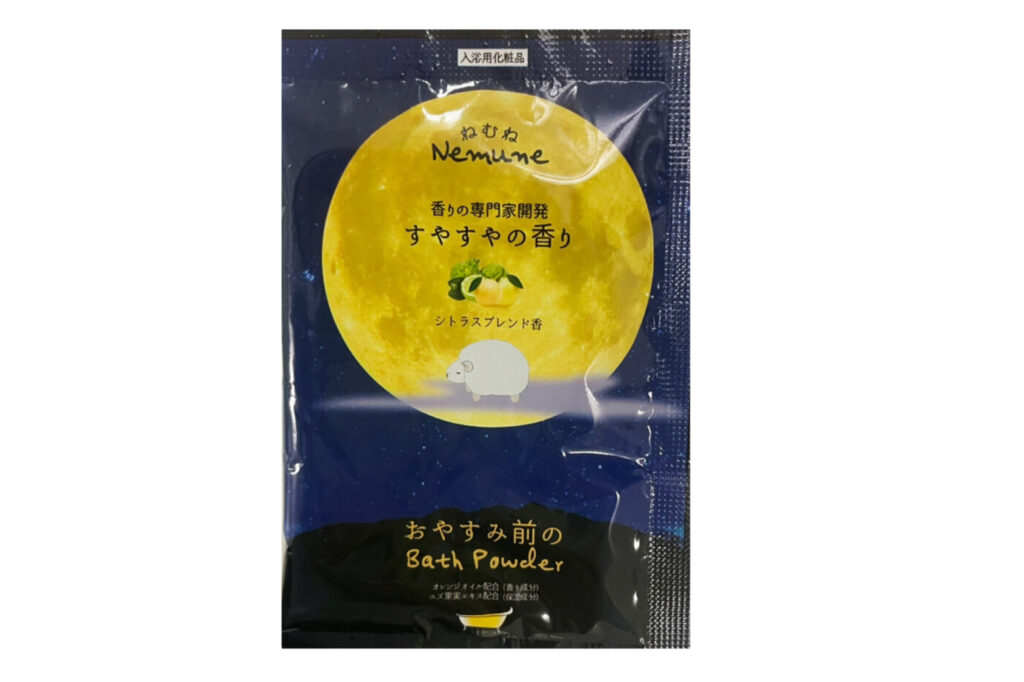 入浴用化粧品
ねむね
Nemune
香りの専門家開発
すやすやの香り
シトラスブレンド香
おやすみ前の
Bath Powder
オレンジオイル配合（香り成分）
ユズ果実エキス配合（保湿成分）